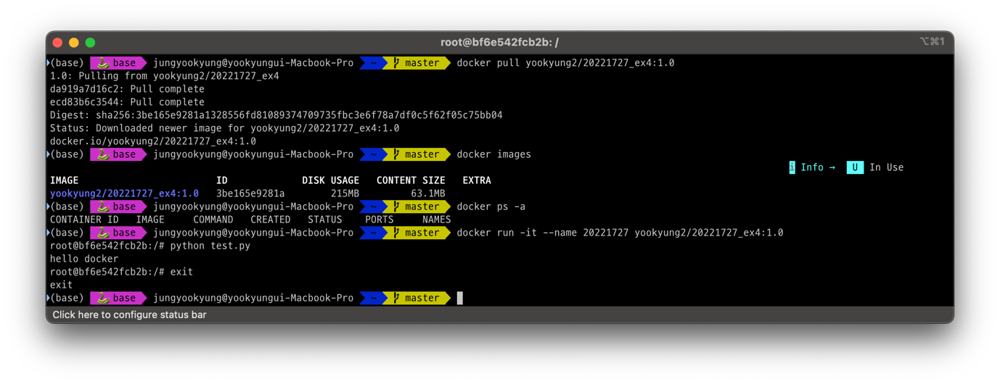 root@bf6e542fcb2b: /
⌥⌘1
(base) base jungyookyung@yookyungui-Macbook-Pro ~ master docker pull yookyung2/20221727_ex4:1.0
1.0: Pulling from yookyung2/20221727_ex4
da919a7d16c2: Pull complete
ecd83b6c3544: Pull complete
Digest: sha256:3be165e9281a1328556fd81089374709735fbc3e6f78a7df0c5f62f05c75bb04
Status: Downloaded newer image for yookyung2/20221727_ex4:1.0
docker.io/yookyung2/20221727_ex4:1.0
(base) base jungyookyung@yookyungui-Macbook-Pro ~ master docker images
i Info → U In Use
IMAGE ID DISK USAGE CONTENT SIZE EXTRA
yookyung2/20221727_ex4:1.0 3be165e9281a 215MB 63.1MB
(base) base jungyookyung@yookyungui-Macbook-Pro ~ master docker ps -a
CONTAINER ID IMAGE COMMAND CREATED STATUS PORTS NAMES
(base) base jungyookyung@yookyungui-Macbook-Pro ~ master docker run -it --name 20221727 yookyung2/20221727_ex4:1.0
root@bf6e542fcb2b:/# python test.py
hello docker
root@bf6e542fcb2b:/# exit
exit
(base) base jungyookyung@yookyungui-Macbook-Pro ~ master
Click here to configure status bar